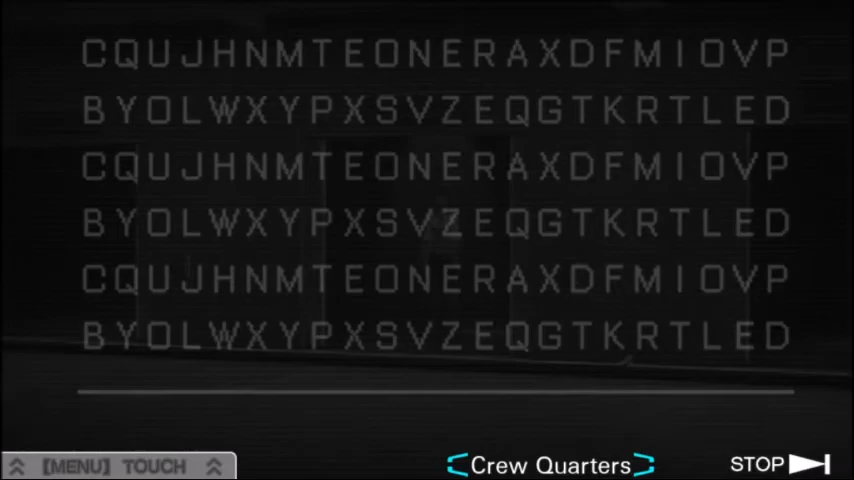 CQUJHNMTEONERAXDFMIOVP
BYOLWXYPXSVZEQGTKRTLED
CQUJHNMTEONERAXDFMIOVP
BYOLWXYPXSVZEQGTKRTLED
CQUJHNMTEONERAXDFMIOVP
BYOLWXYPXSVZEQGTKRTLED
[MENU] TOUCH
Crew Quarters
STOP